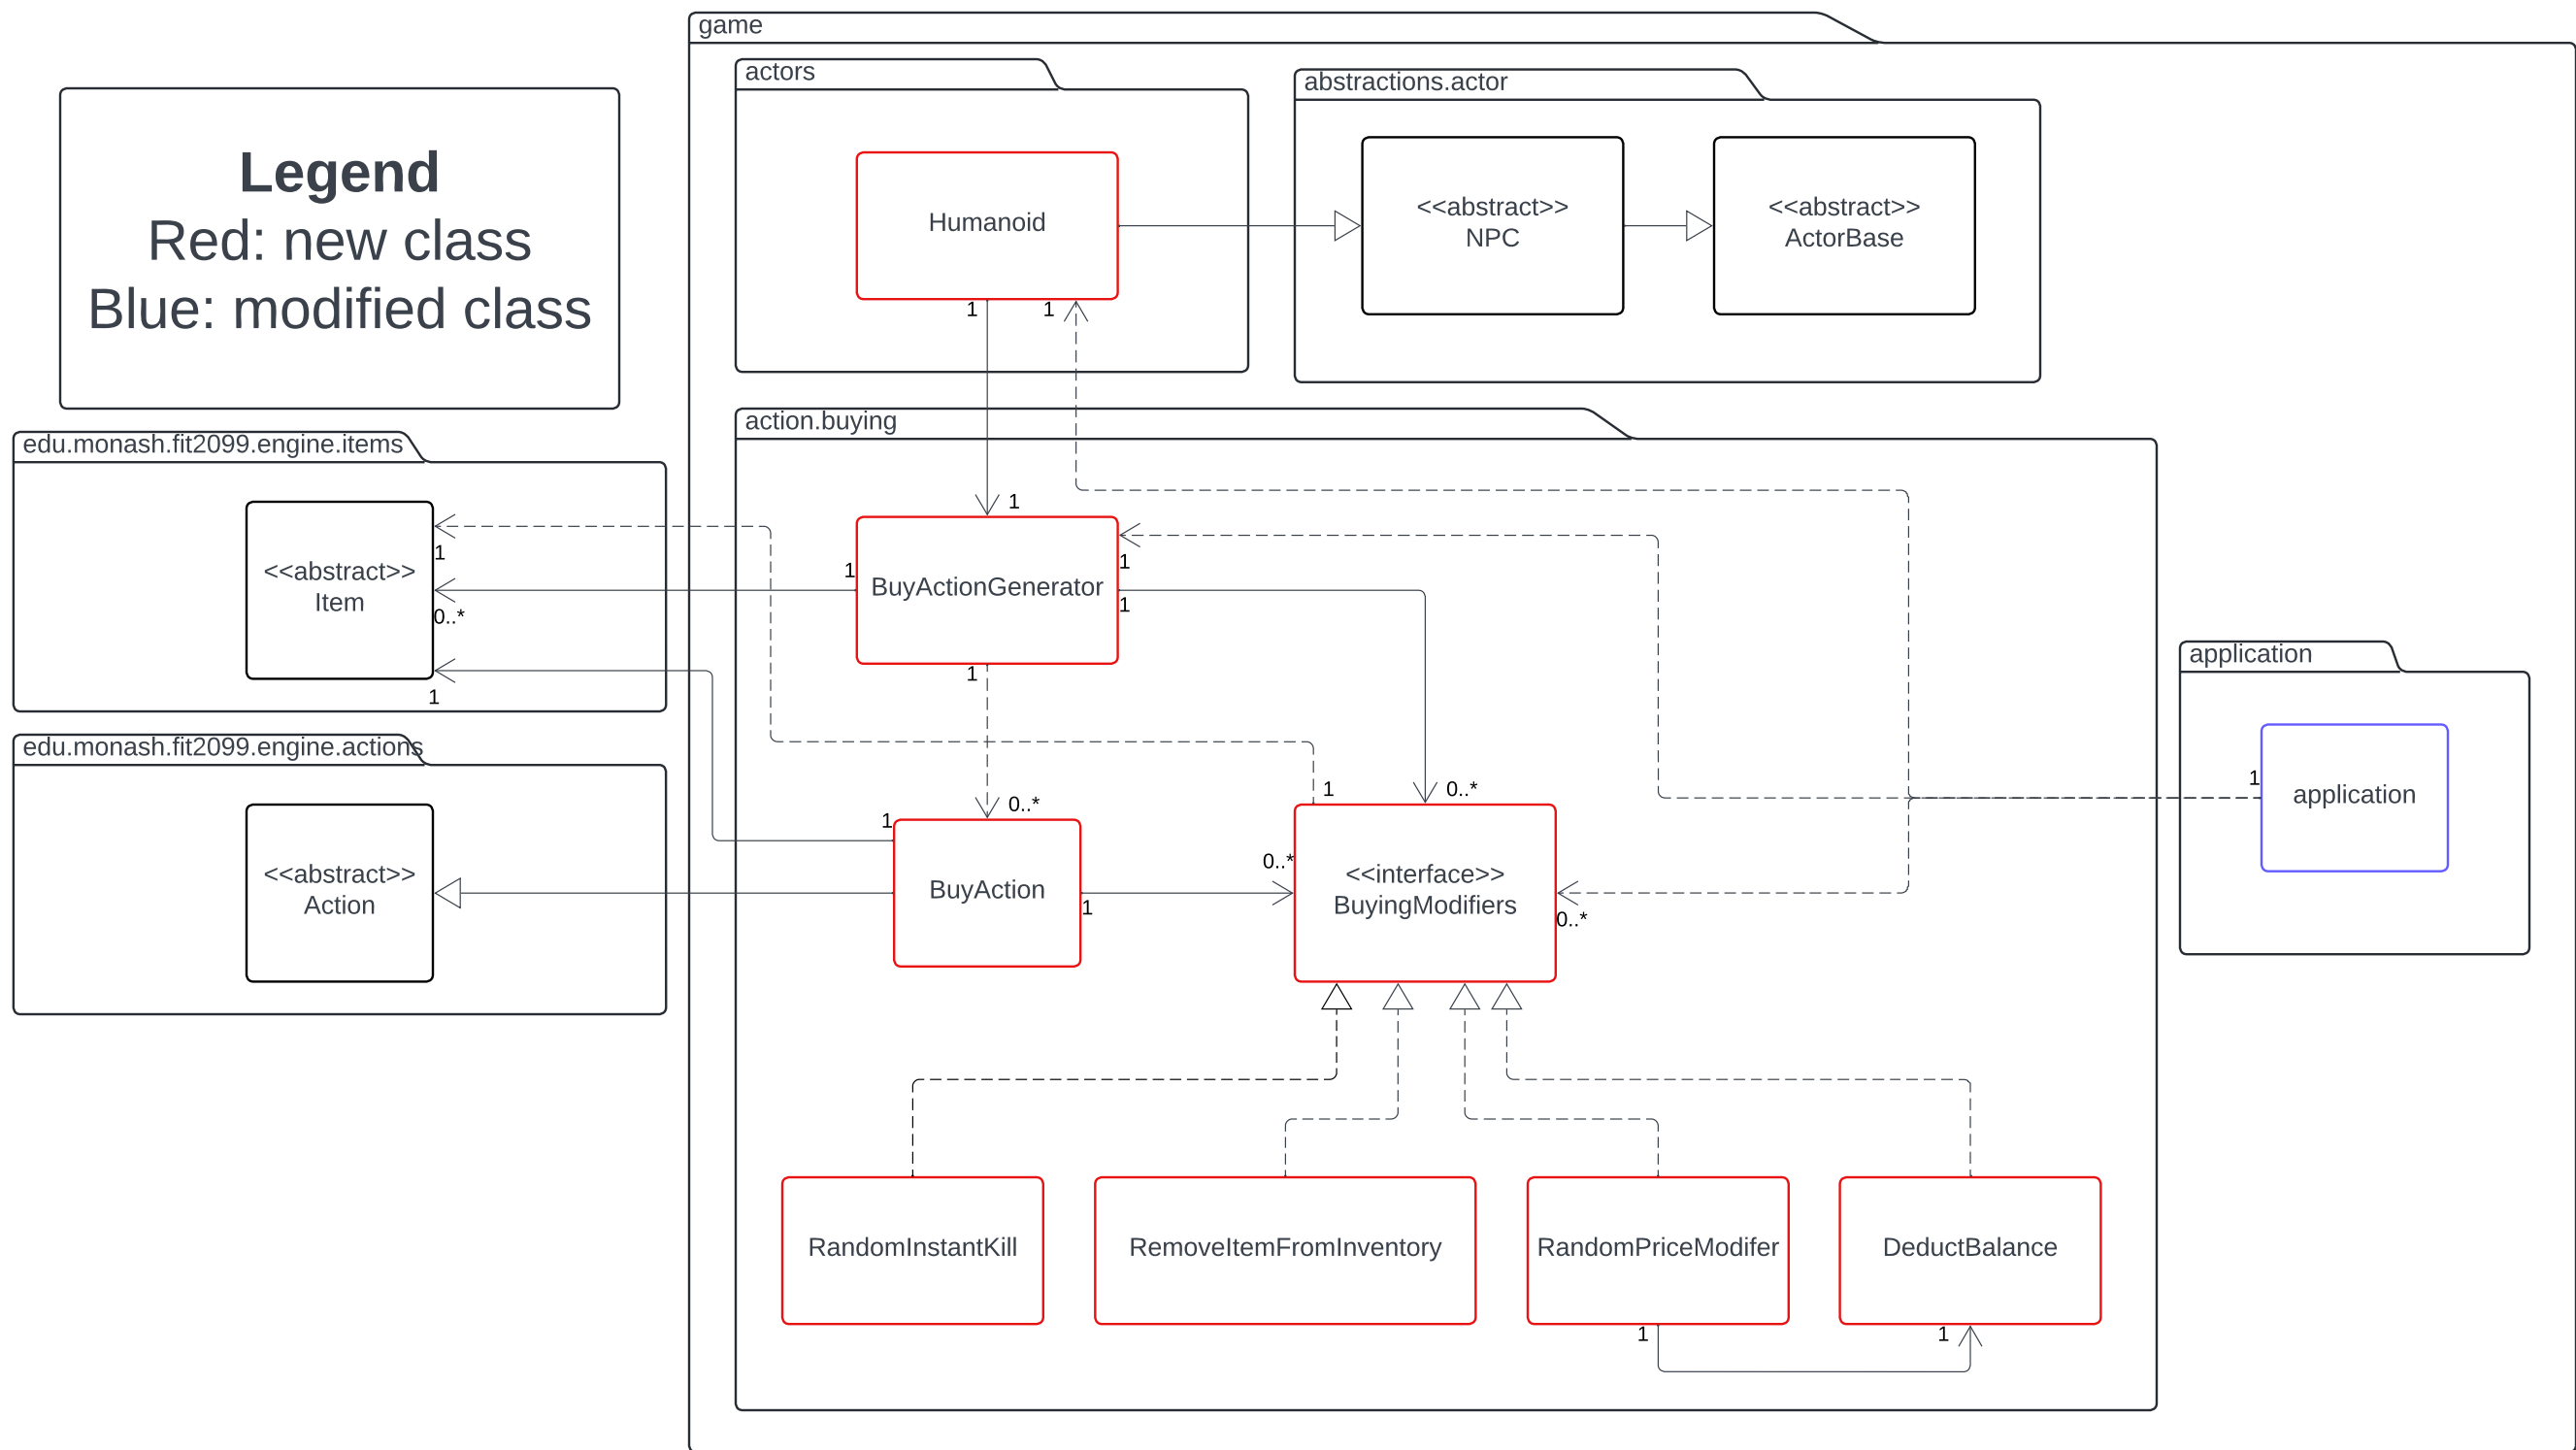 game
actors
abstractions.actor
Legend
Red: new class
Blue: modified class
Humanoid
<<abstract>>
NPC
<<abstract>>
ActorBase
1
1
action.buying
edu.monash.fit2099.engine.items
<<abstract>>
Item
1
0..*
1
1
1
BuyActionGenerator
1
1
1
application
application
1
edu.monash.fit2099.engine.actions
<<abstract>>
Action
0..*
1
BuyAction
1
1
0..*
0..*
<<interface>>
BuyingModifiers
0..*
RandomInstantKill
RemoveItemFromInventory
RandomPriceModifer
DeductBalance
1
1